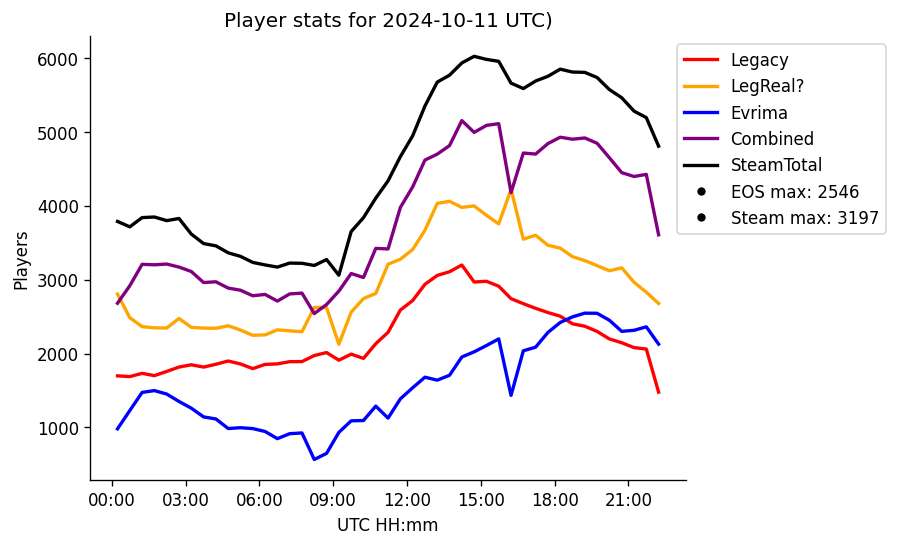 Player stats for 2024-10-11 UTC)
Players
6000
5000
4000
3000
2000
1000
00:00 03:00 06:00 09:00 12:00 15:00 18:00 21:00
UTC HH:mm
Legacy
LegReal?
Evrima
Combined
SteamTotal
EOS max: 2546
Steam max: 3197